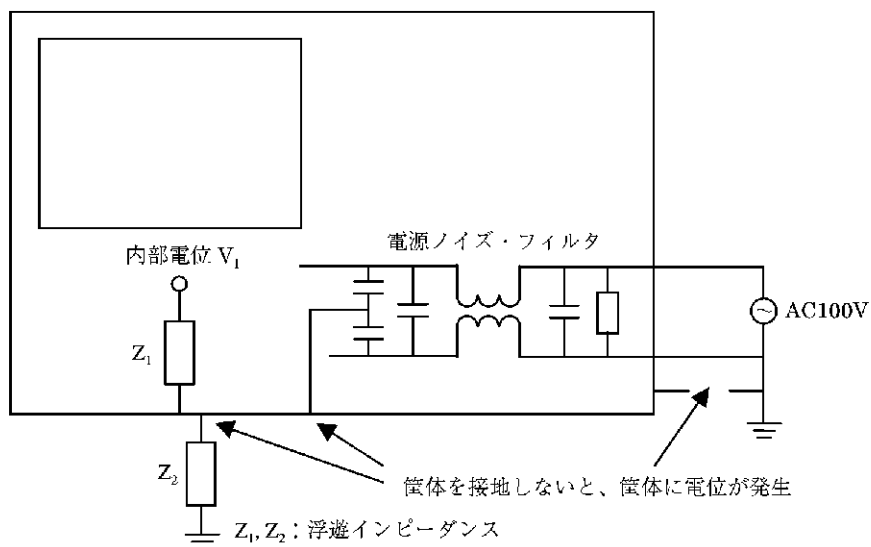 電源ノイズ・フィルタ
内部電位 V₁
AC100V
Z₁
Z₂
筐体を接地しないと、筐体に電位が発生
Z₁, Z₂：浮遊インピーダンス